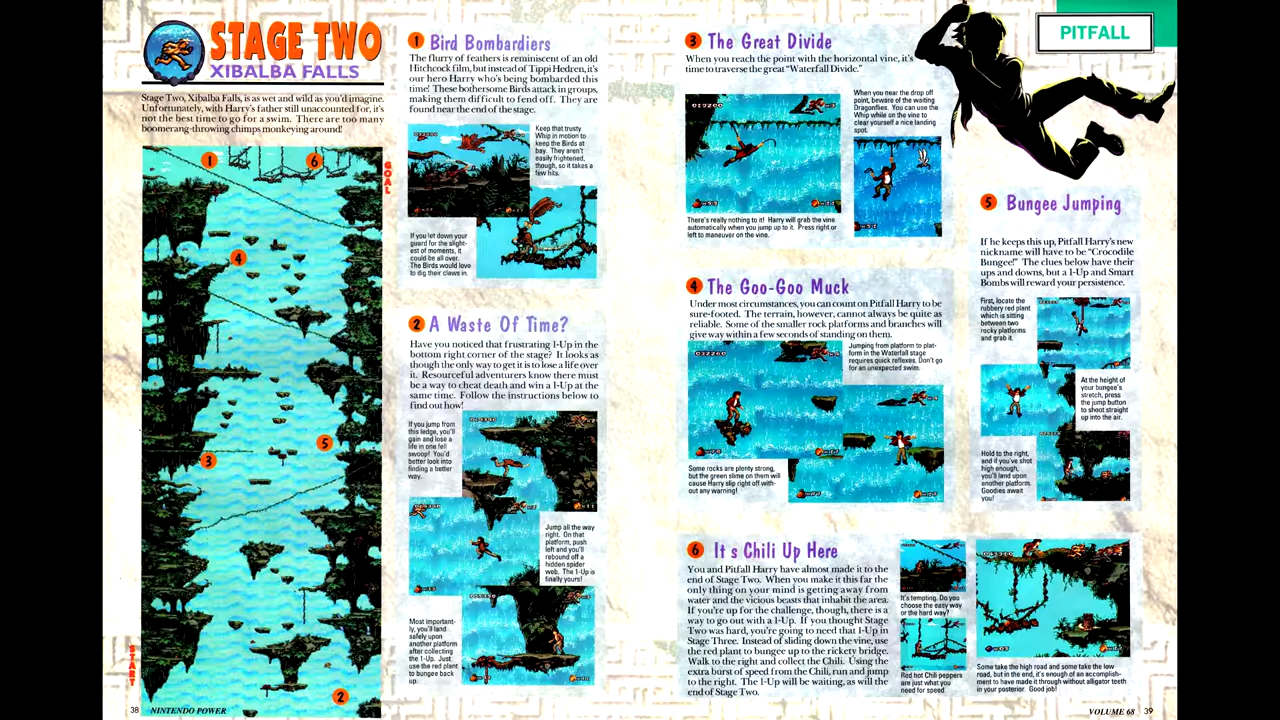 STAGE TWO
XIBALBA FALLS
Stage Two, Xibalba Falls, is as wet and wild as you'd imagine.
Unfortunately, with Harry's father still unaccounted for, it's
not the best time to go for a swim. There are too many
boomerang-throwing chimps monkeying around!
1
6
GOAL
4
5
3
START
2
38
NINTENDO POWER
1 Bird Bombardiers
The flurry of feathers is reminiscent of an old
Hitchcock film, but instead of Tippi Hedren, it's
our hero Harry who's being bombarded this
time! These bothersome Birds attack in groups,
making them difficult to fend off. They are
found near the end of the stage.
Keep that trusty
Whip in motion to
keep the Birds at
bay. They aren't
easily frightened,
though, so it takes a
few hits.
If you let down your
guard for the slight-
est of moments, it
could be all over.
The Birds would love
to dig their claws in.
2 A Waste Of Time?
Have you noticed that frustrating 1-Up in the
bottom right corner of the stage? It looks as
though the only way to get it is to lose a life over
it. Resourceful adventurers know there must
be a way to cheat death and win a 1-Up at the
same time. Follow the instructions below to
find out how!
If you jump from
this ledge, you'll
gain and lose a
life in one fell
swoop! You'd
better look into
finding a better
way.
Jump all the way
right. On that
platform, push
left and you'll
rebound off a
hidden spider
web. The 1-Up is
finally yours!
Most important-
ly, you'll land
safely upon
another platform
after collecting
the 1-Up. Just
use the red plant
to bungee back
up.
3 The Great Divide
When you reach the point with the horizontal vine, it's
time to traverse the great "Waterfall Divide."
When you near the drop off
point, beware of the waiting
Dragonflies. You can use the
Whip while on the vine to
clear yourself a nice landing
spot.
There's really nothing to it! Harry will grab the vine
automatically when you jump up to it. Press right or
left to maneuver on the vine.
4 The Goo-Goo Muck
Under most circumstances, you can count on Pitfall Harry to be
sure-footed. The terrain, however, cannot always be quite as
reliable. Some of the smaller rock platforms and branches will
give way within a few seconds of standing on them.
032260
Jumping from platform to plat-
form in the Waterfall stage
requires quick reflexes. Don't go
for an unexpected swim.
Some rocks are plenty strong,
but the green slime on them will
cause Harry slip right off with-
out any warning!
6 It s Chili Up Here
You and Pitfall Harry have almost made it to the
end of Stage Two. When you make it this far the
only thing on your mind is getting away from
water and the vicious beasts that inhabit the area.
If you're up for the challenge, though, there is a
way to go out with a 1-Up. If you thought Stage
Two was hard, you're going to need that 1-Up in
Stage Three. Instead of sliding down the vine, use
the red plant to bungee up to the rickety bridge.
Walk to the right and collect the Chili. Using the
extra burst of speed from the Chili, run and jump
to the right. The 1-Up will be waiting, as will the
end of Stage Two.
It's tempting. Do you
choose the easy way
or the hard way?
Red hot Chili peppers
are just what you
need for speed.
Some take the high road and some take the low
road, but in the end, it's enough of an accomplish-
ment to have made it through without alligator teeth
in your posterior. Good job!
PITFALL
5 Bungee Jumping
If he keeps this up, Pitfall Harry's new
nickname will have to be "Crocodile
Bungee!" The clues below have their
ups and downs, but a 1-Up and Smart
Bombs will reward your persistence.
First, locate the
rubbery red plant
which is sitting
between two
rocky platforms
and grab it.
At the height of
your bungee's
stretch, press
the jump button
to shoot straight
up into the air.
Hold to the right,
and if you've shot
high enough,
you'll land upon
another platform.
Goodies await
you!
VOLUME 68 39